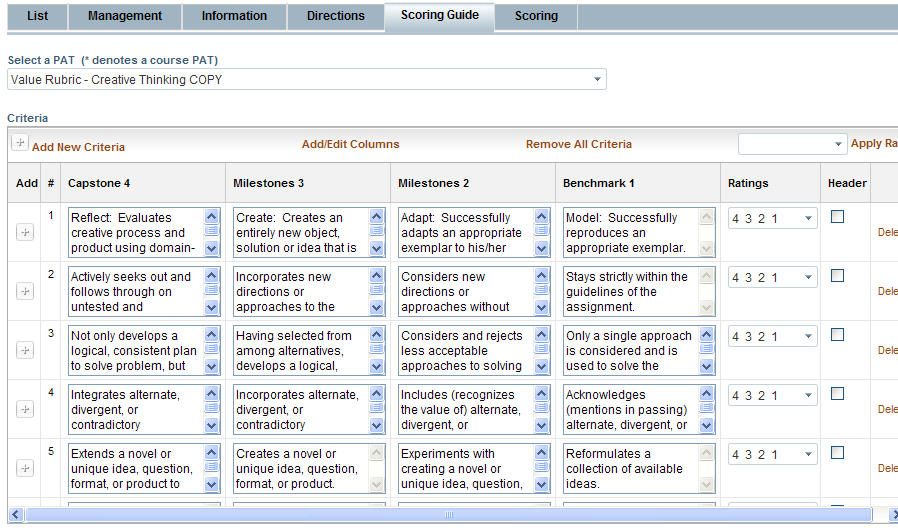 List Management Information Directions Scoring Guide Scoring
Select a PAT (* denotes a course PAT)
Value Rubric - Creative Thinking COPY
Criteria
Add New Criteria Add/Edit Columns Remove All Criteria Apply Ra
Add # Capstone 4 Milestones 3 Milestones 2 Benchmark 1 Ratings Header
1
Reflect: Evaluates
creative process and
product using domain-
Create: Creates an
entirely new object,
solution or idea that is
Adapt: Successfully
adapts an appropriate
exemplar to his/her
Model: Successfully
reproduces an
appropriate exemplar.
4 3 2 1
Dele
2
Actively seeks out and
follows through on
untested and
Incorporates new
directions or
approaches to the
Considers new
directions or
approaches without
Stays strictly within the
guidelines of the
assignment.
4 3 2 1
Dele
3
Not only develops a
logical, consistent plan
to solve problem, but
Having selected from
among alternatives,
develops a logical,
Considers and rejects
less acceptable
approaches to solving
Only a single approach
is considered and is
used to solve the
4 3 2 1
Dele
4
Integrates alternate,
divergent, or
contradictory
Incorporates alternate,
divergent, or
contradictory
Includes (recognizes
the value of) alternate,
divergent, or
Acknowledges
(mentions in passing)
alternate, divergent, or
4 3 2 1
Dele
5
Extends a novel or
unique idea, question,
format, or product to
Creates a novel or
unique idea, question,
format, or product.
Experiments with
creating a novel or
unique idea, question,
Reformulates a
collection of available
ideas.
4 3 2 1
Dele